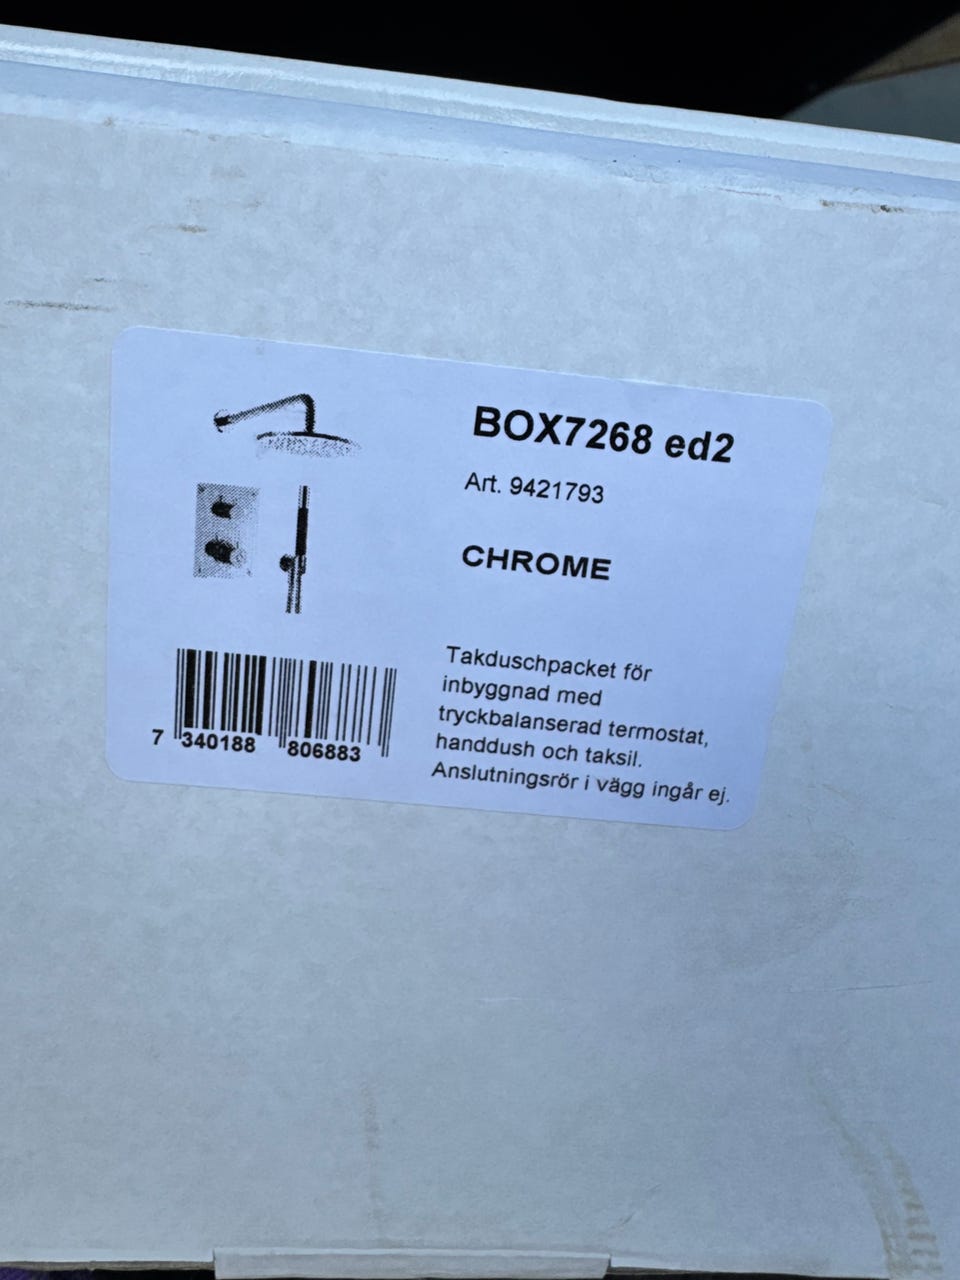 BOX7268 ed2
Art. 9421793
CHROME
Takduschpacket för
inbyggnad med
tryckbalanserad termostat,
handdush och taksil.
Anslutningsrör i vägg ingår ej.
7 340188 806883